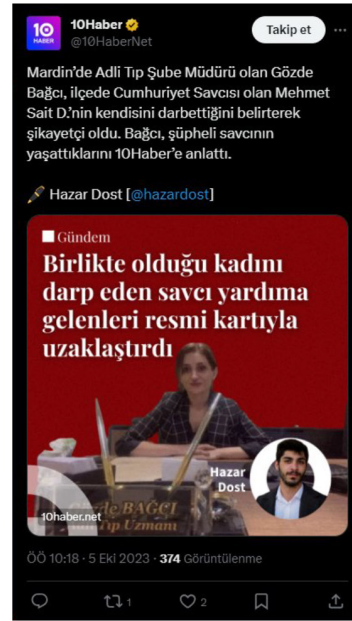 10Haber
@10HaberNet
Takip et
10
HABER
Mardin’de Adli Tıp Şube Müdürü olan Gözde
Bağcı, ilçede Cumhuriyet Savcısı olan Mehmet
Sait D.’nin kendisini darbettiğini belirterek
şikayetçi oldu. Bağcı, şüpheli savcının
yaşattıklarını 10Haber’e anlattı.
Hazar Dost [@hazardost]
Gündem
Birlikte olduğu kadını
darp eden savcı yardıma
gelenleri resmi kartıyla
uzaklaştırdı
Hazar
Dost
BAĞCI
Tıp Uzmanı
10haber.net
ÖÖ 10:18 · 5 Eki 2023 · 374 Görüntülenme
1
2